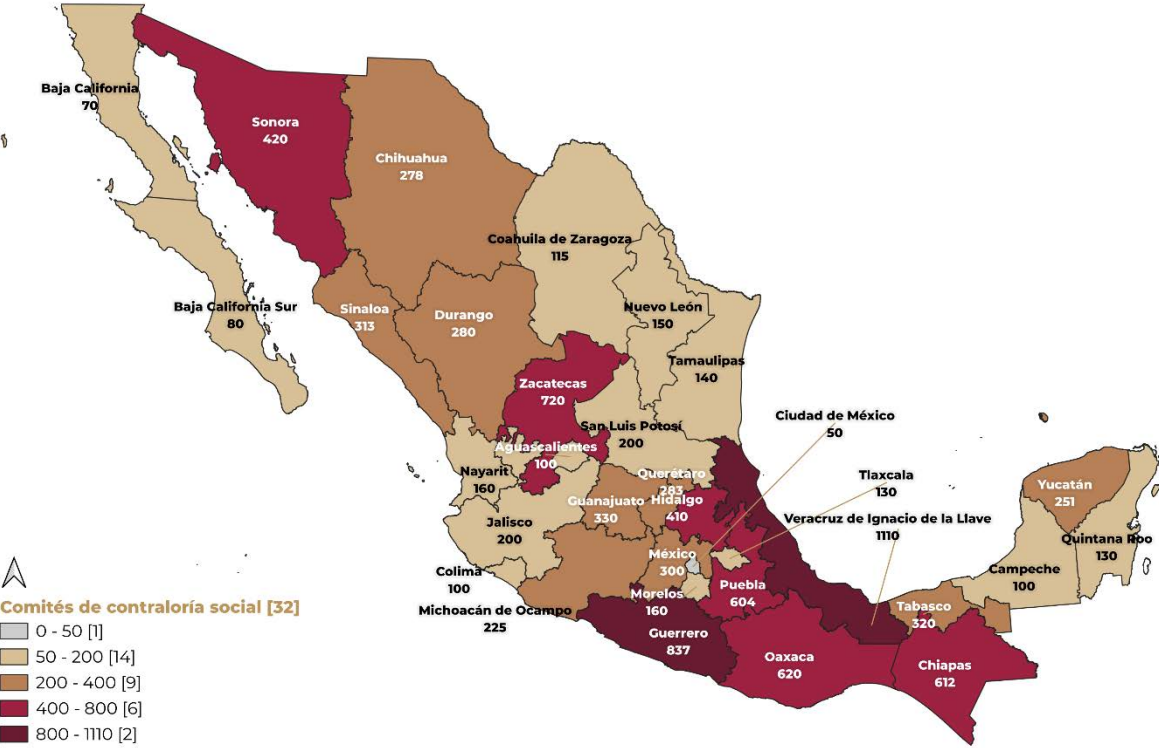 Baja California
70
Sonora
420
Chihuahua
278
Coahuila de Zaragoza
115
Baja California Sur
80
Sinaloa
313
Durango
280
Nuevo León
150
Tamaulipas
140
Zacatecas
720
San Luis Potosí
200
Ciudad de México
50
Aguascalientes
100
Nayarit
160
Querétaro
283
Guanajuato
330
Hidalgo
410
Tlaxcala
130
Yucatán
251
Veracruz de Ignacio de la Llave
1110
Jalisco
200
Quintana Roo
130
México
300
Colima
100
Campeche
100
Puebla
604
Morelos
160
Michoacán de Ocampo
225
Tabasco
320
Guerrero
837
Oaxaca
620
Chiapas
612
Comités de contraloría social [32]
0 - 50 [1]
50 - 200 [14]
200 - 400 [9]
400 - 800 [6]
800 - 1110 [2]